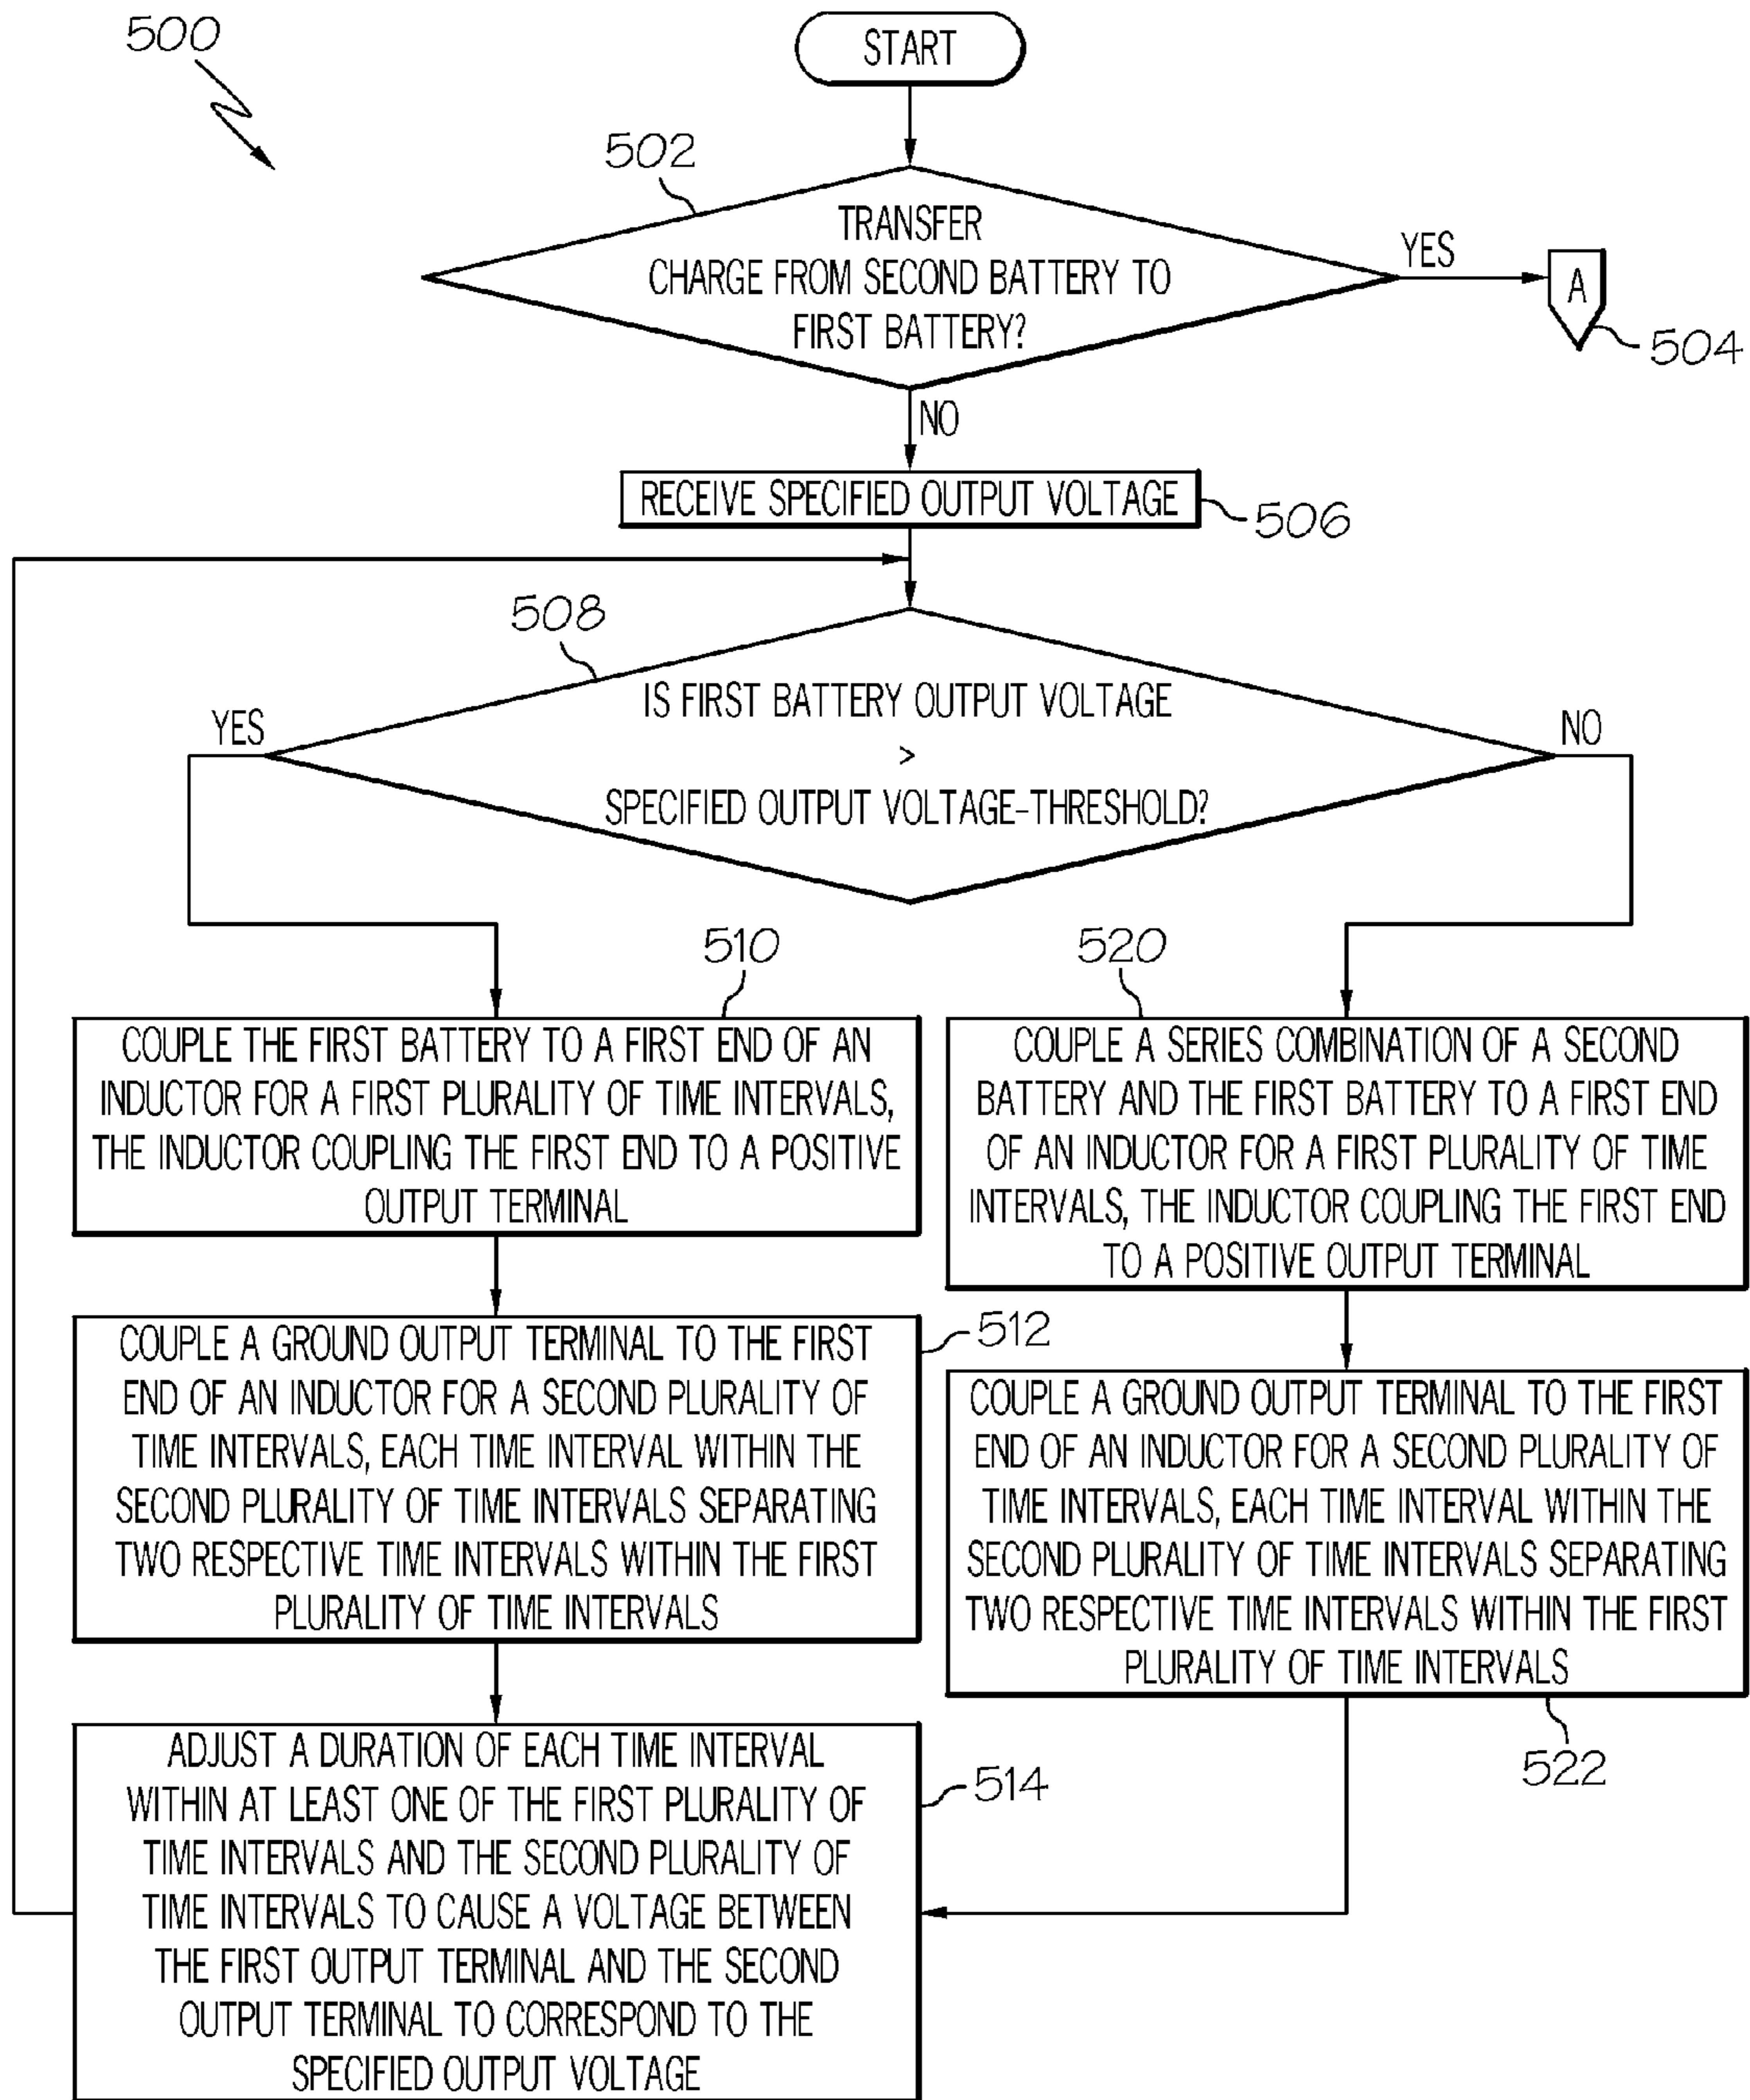 500
START
502
TRANSFER
CHARGE FROM SECOND BATTERY TO
FIRST BATTERY?
YES
A
504
NO
RECEIVE SPECIFIED OUTPUT VOLTAGE
506
508
IS FIRST BATTERY OUTPUT VOLTAGE
>
SPECIFIED OUTPUT VOLTAGE-THRESHOLD?
YES
NO
510
COUPLE THE FIRST BATTERY TO A FIRST END OF AN
INDUCTOR FOR A FIRST PLURALITY OF TIME INTERVALS,
THE INDUCTOR COUPLING THE FIRST END TO A POSITIVE
OUTPUT TERMINAL
512
COUPLE A GROUND OUTPUT TERMINAL TO THE FIRST
END OF AN INDUCTOR FOR A SECOND PLURALITY OF
TIME INTERVALS, EACH TIME INTERVAL WITHIN THE
SECOND PLURALITY OF TIME INTERVALS SEPARATING
TWO RESPECTIVE TIME INTERVALS WITHIN THE FIRST
PLURALITY OF TIME INTERVALS
514
ADJUST A DURATION OF EACH TIME INTERVAL
WITHIN AT LEAST ONE OF THE FIRST PLURALITY OF
TIME INTERVALS AND THE SECOND PLURALITY OF
TIME INTERVALS TO CAUSE A VOLTAGE BETWEEN
THE FIRST OUTPUT TERMINAL AND THE SECOND
OUTPUT TERMINAL TO CORRESPOND TO THE
SPECIFIED OUTPUT VOLTAGE
520
COUPLE A SERIES COMBINATION OF A SECOND
BATTERY AND THE FIRST BATTERY TO A FIRST END
OF AN INDUCTOR FOR A FIRST PLURALITY OF TIME
INTERVALS, THE INDUCTOR COUPLING THE FIRST END
TO A POSITIVE OUTPUT TERMINAL
COUPLE A GROUND OUTPUT TERMINAL TO THE FIRST
END OF AN INDUCTOR FOR A SECOND PLURALITY OF
TIME INTERVALS, EACH TIME INTERVAL WITHIN THE
SECOND PLURALITY OF TIME INTERVALS SEPARATING
TWO RESPECTIVE TIME INTERVALS WITHIN THE FIRST
PLURALITY OF TIME INTERVALS
522